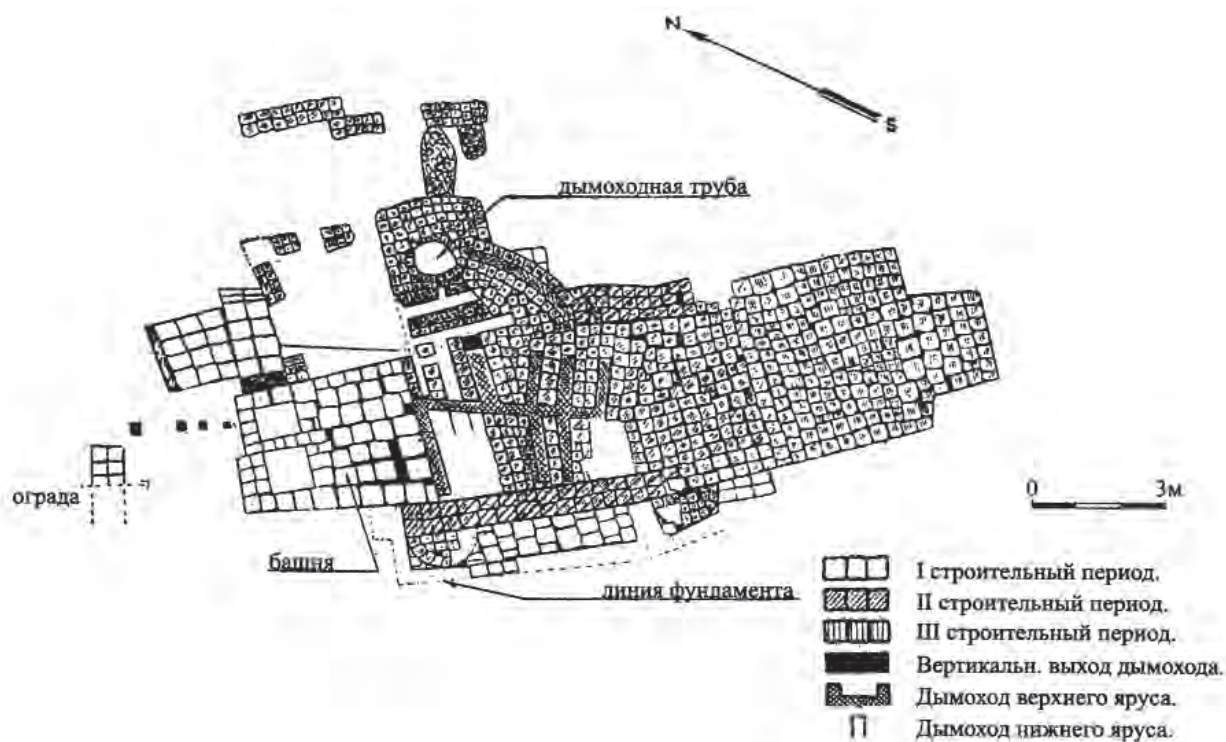 N
S
дымоходная труба
ограда
0 3м
башня
линия фундамента
I строительный период.
II строительный период.
III строительный период.
Вертикальн. выход дымохода.
Дымоход верхнего яруса.
Дымоход нижнего яруса.